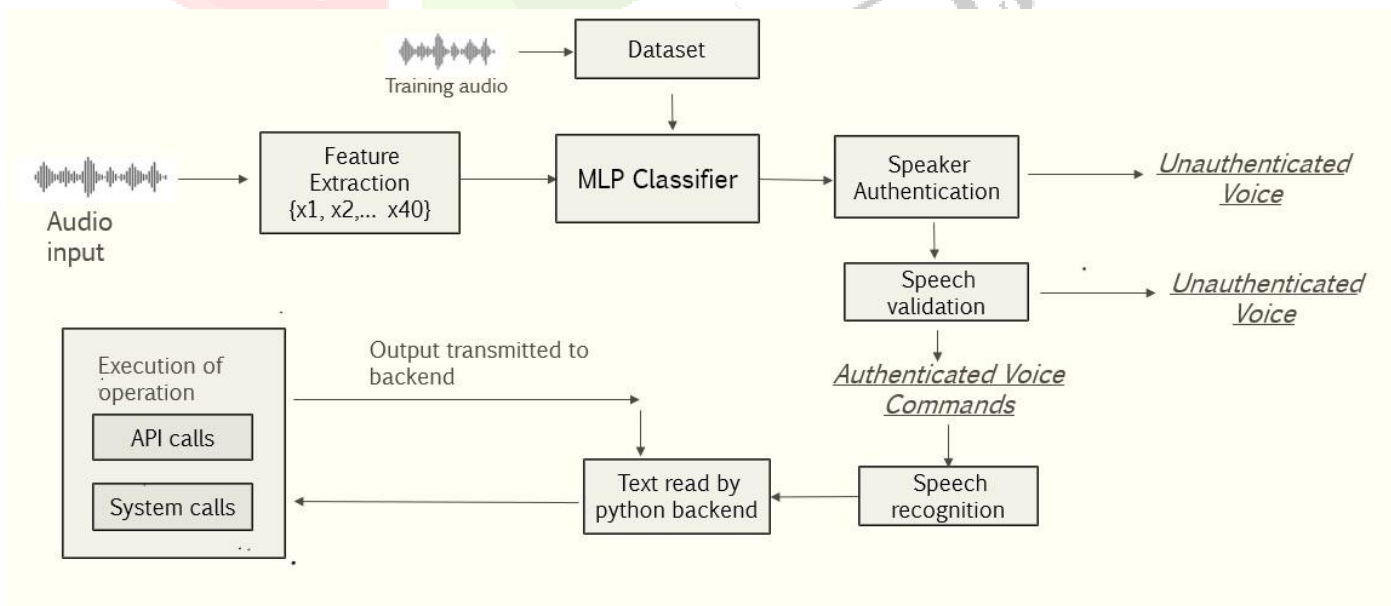 Dataset
Training audio
Feature
Extraction
{x1, x2,... x40}
MLP Classifier
Speaker
Authentication
Unauthenticated
Voice
Audio
input
Speech
validation
Unauthenticated
Voice
Execution of
operation
API calls
System calls
Output transmitted to
backend
Authenticated Voice
Commands
Text read by
python backend
Speech
recognition